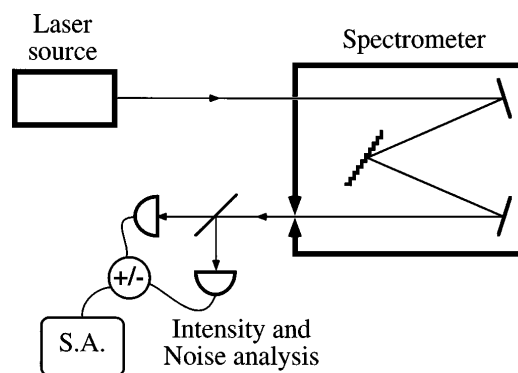 Laser
source
Spectrometer
+/-
S.A.
Intensity and
Noise analysis